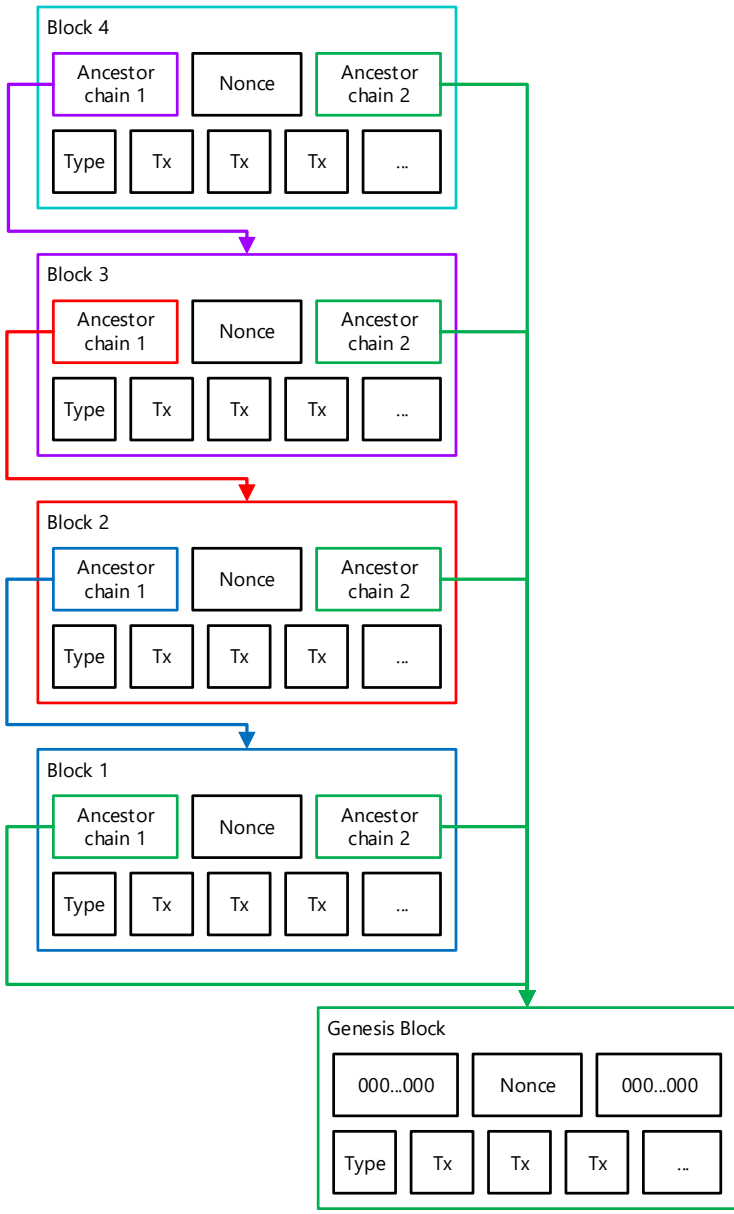 Block 4
Ancestor
chain 1
Nonce
Ancestor
chain 2
Type
Tx
Tx
Tx
...
Block 3
Ancestor
chain 1
Nonce
Ancestor
chain 2
Type
Tx
Tx
Tx
...
Block 2
Ancestor
chain 1
Nonce
Ancestor
chain 2
Type
Tx
Tx
Tx
...
Block 1
Ancestor
chain 1
Nonce
Ancestor
chain 2
Type
Tx
Tx
Tx
...
Genesis Block
000...000
Nonce
000...000
Type
Tx
Tx
Tx
...